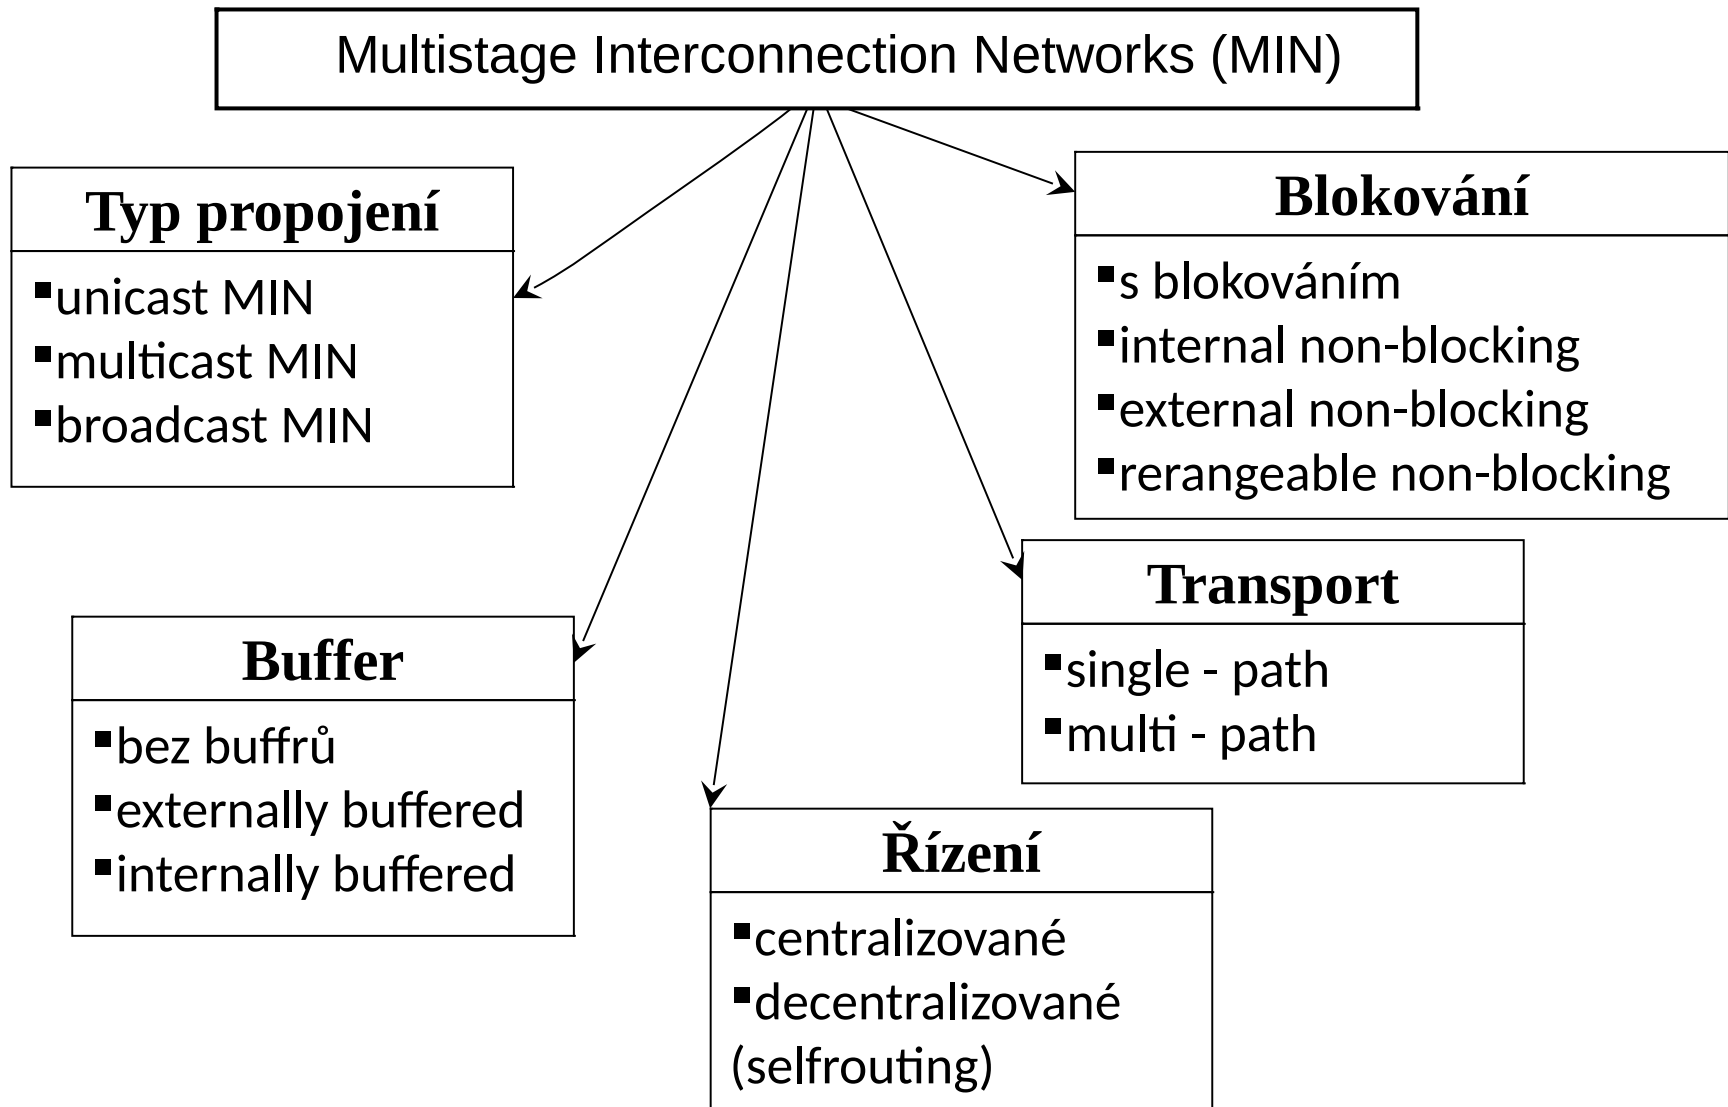 Multistage Interconnection Networks (MIN)
Typ propojení
▪unicast MIN
▪multicast MIN
▪broadcast MIN
Blokování
▪s blokováním
▪internal non-blocking
▪external non-blocking
▪rerangeable non-blocking
Buffer
▪bez buffrů
▪externally buffered
▪internally buffered
Transport
▪single - path
▪multi - path
Řízení
▪centralizované
▪decentralizované
(selfrouting)